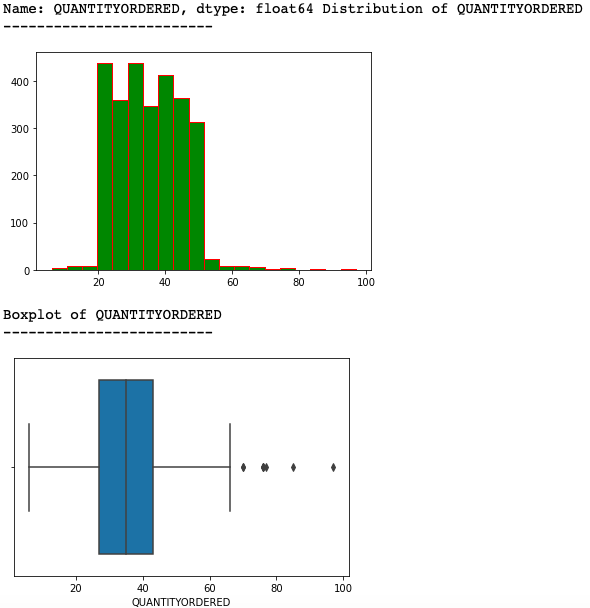 Name: QUANTITYORDERED, dtype: float64 Distribution of QUANTITYORDERED
-------------------------
400
300
200
100
0
20 40 60 80 100
Boxplot of QUANTITYORDERED
-------------------------
20 40 60 80 100
QUANTITYORDERED